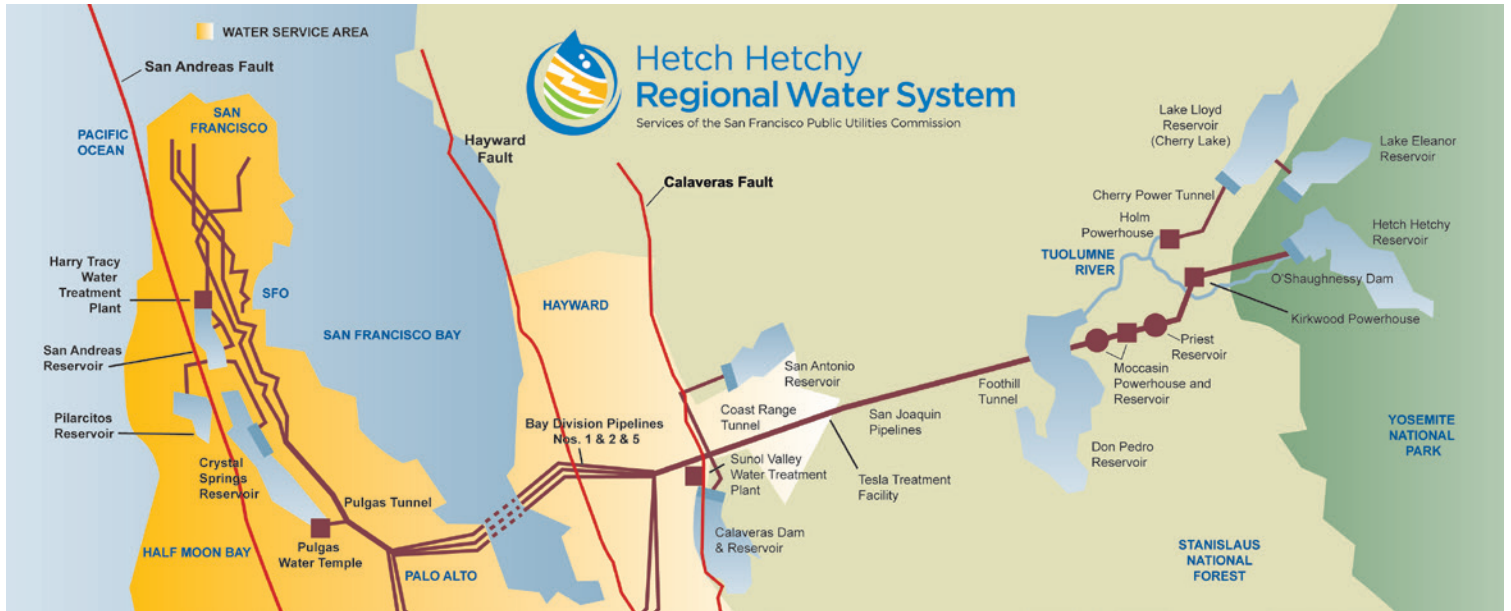 WATER SERVICE AREA
San Andreas Fault
SAN
FRANCISCO
PACIFIC
OCEAN
Hetch Hetchy
Regional Water System
Services of the San Francisco Public Utilities Commission
Hayward
Fault
Calaveras Fault
Lake Lloyd
Reservoir
(Cherry Lake)
Lake Eleanor
Reservoir
Cherry Power Tunnel
Holm
Powerhouse
Hetch Hetchy
Reservoir
TUOLUMNE
RIVER
O'Shaughnessy Dam
Kirkwood Powerhouse
Harry Tracy
Water
Treatment
Plant
SFO
SAN FRANCISCO BAY
HAYWARD
San Andreas
Reservoir
San Antonio
Reservoir
Priest
Reservoir
Moccasin
Powerhouse and
Reservoir
Foothill
Tunnel
Pilarcitos
Reservoir
Bay Division Pipelines
Nos. 1 & 2 & 5
Coast Range
Tunnel
San Joaquin
Pipelines
YOSEMITE
NATIONAL
PARK
Crystal
Springs
Reservoir
Sunol Valley
Water Treatment
Plant
Tesla Treatment
Facility
Don Pedro
Reservoir
Pulgas Tunnel
Calaveras Dam
& Reservoir
HALF MOON BAY
Pulgas
Water Temple
PALO ALTO
STANISLAUS
NATIONAL
FOREST